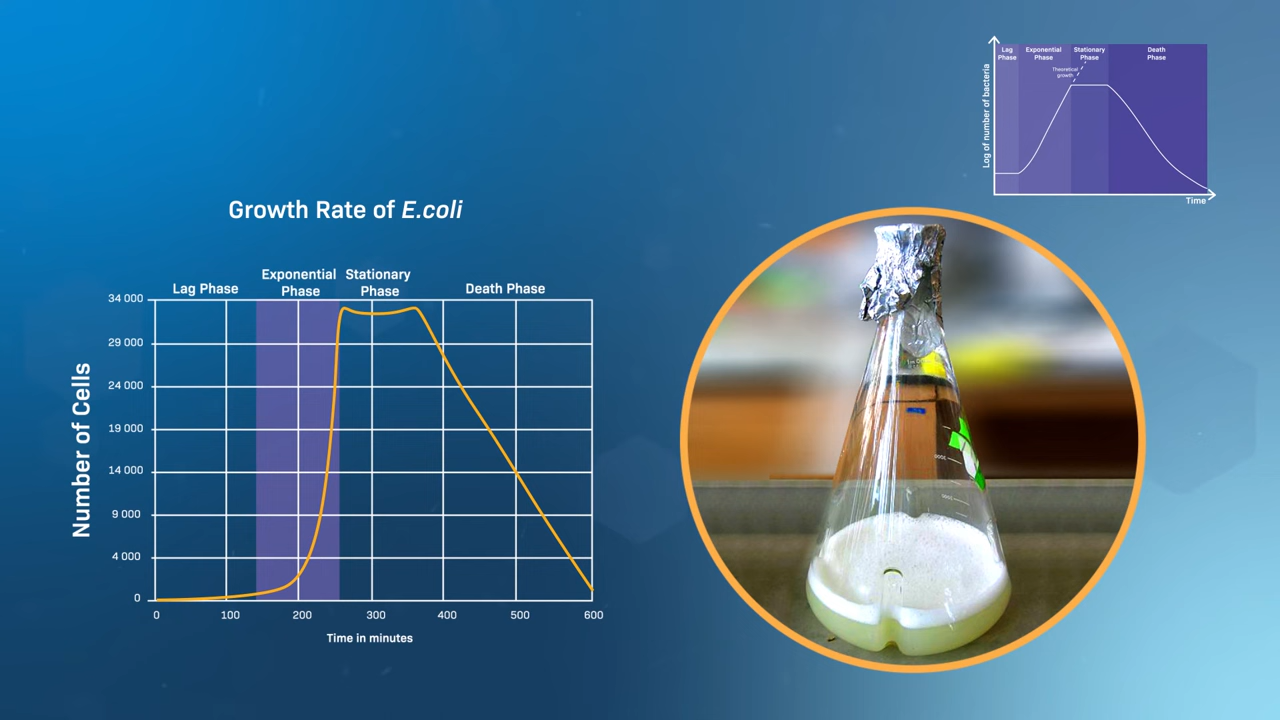 Growth Rate of E.coli
Lag Phase
Exponential
Phase
Stationary
Phase
Death Phase
34 000
29 000
24 000
19 000
14 000
9 000
4 000
0
Number of Cells
0
100
200
300
400
500
600
Time in minutes
Lag
Phase
Exponential
Phase
Stationary
Phase
Death
Phase
Theoretical
growth
Log of number of bacteria
Time